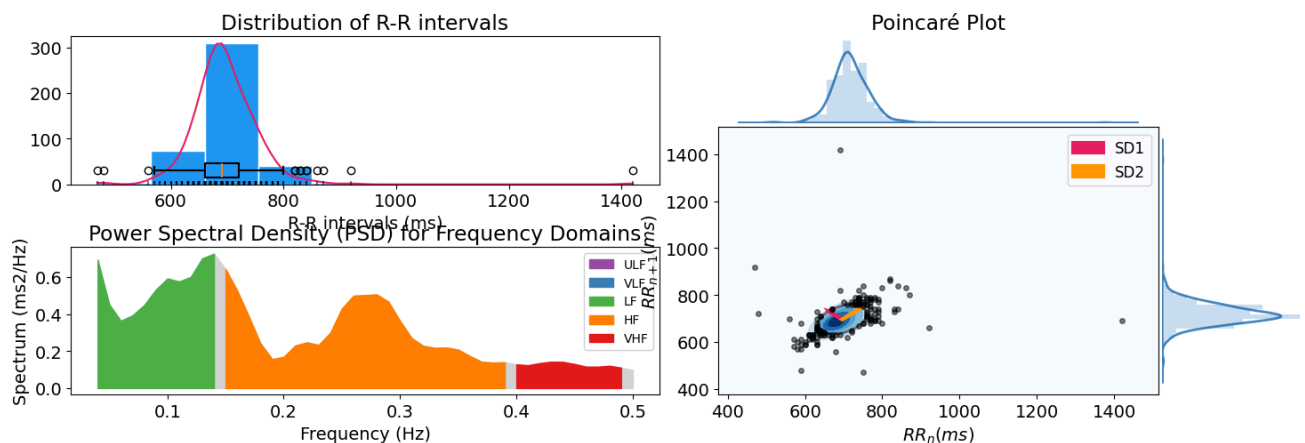 Distribution of R-R intervals
300
200
100
0
600 800 1000 1200 1400
R-R intervals (ms)
Power Spectral Density (PSD) for Frequency Domains
Spectrum (ms2/Hz)
0.6
0.4
0.2
0.0
ULF
VLF
LF
HF
VHF
0.1 0.2 0.3 0.4 0.5
Frequency (Hz)
Poincaré Plot
SD1
SD2
RRn+1(ms)
1400
1200
1000
800
600
400
400 600 800 1000 1200 1400
RRn(ms)